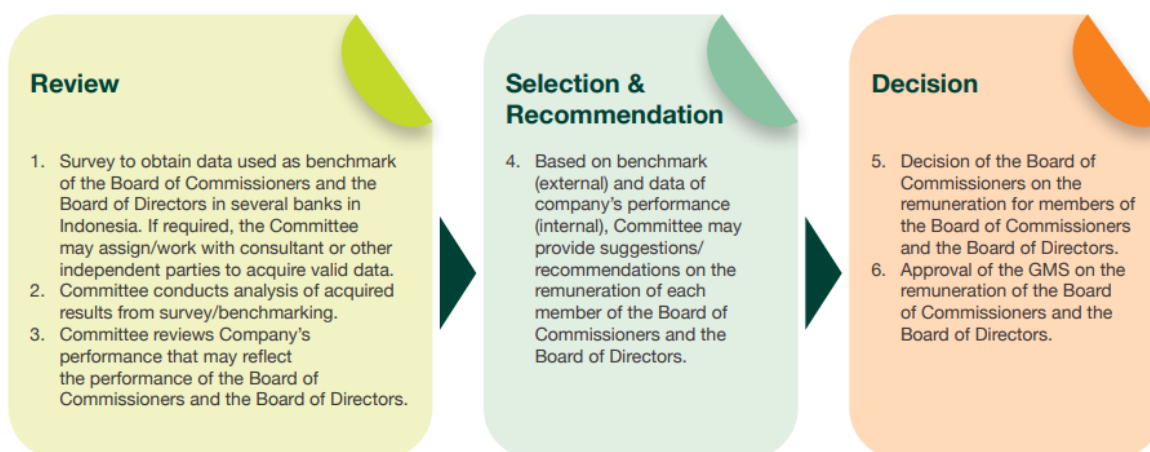 Review
1. Survey to obtain data used as benchmark
of the Board of Commissioners and the
Board of Directors in several banks in
Indonesia. If required, the Committee
may assign/work with consultant or other
independent parties to acquire valid data.
2. Committee conducts analysis of acquired
results from survey/benchmarking.
3. Committee reviews Company's
performance that may reflect
the performance of the Board of
Commissioners and the Board of Directors.
Selection &
Recommendation
4. Based on benchmark
(external) and data of
company's performance
(internal), Committee may
provide suggestions/
recommendations on the
remuneration of each
member of the Board of
Commissioners and the
Board of Directors.
Decision
5. Decision of the Board of
Commissioners on the
remuneration for members of
the Board of Commissioners
and the Board of Directors.
6. Approval of the GMS on the
remuneration of the Board
of Commissioners and the
Board of Directors.